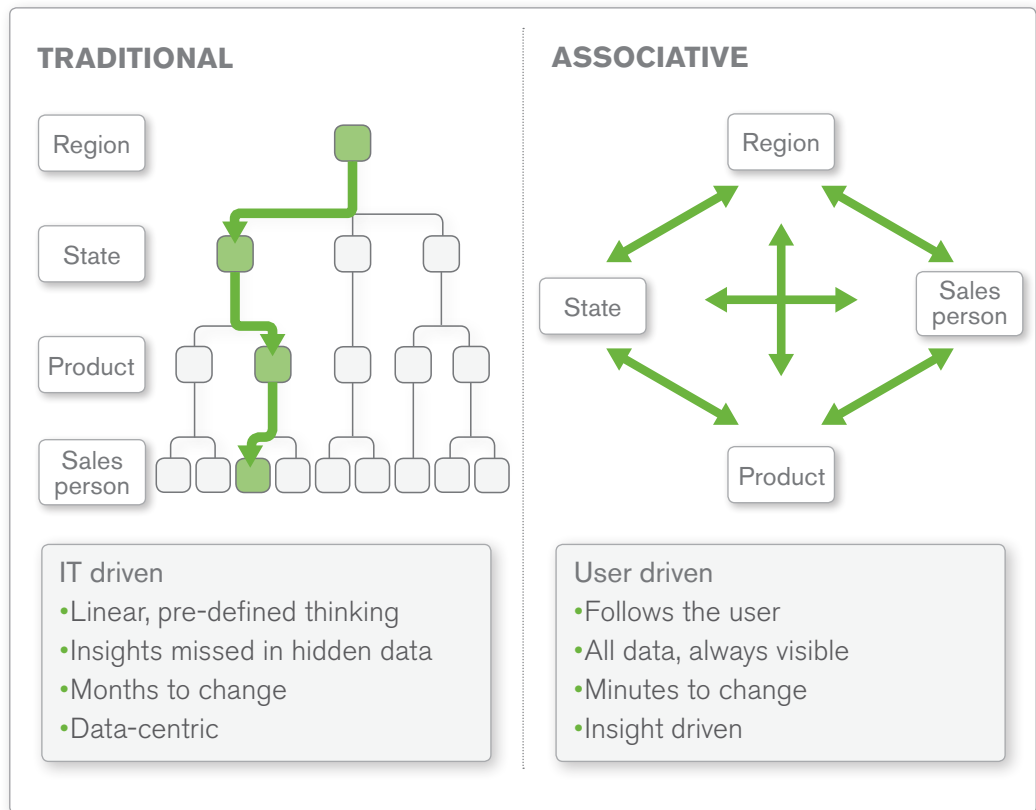 TRADITIONAL
Region
State
Product
Sales
person
IT driven
•Linear, pre-defined thinking
•Insights missed in hidden data
•Months to change
•Data-centric
ASSOCIATIVE
Region
State
Sales
person
Product
User driven
•Follows the user
•All data, always visible
•Minutes to change
•Insight driven